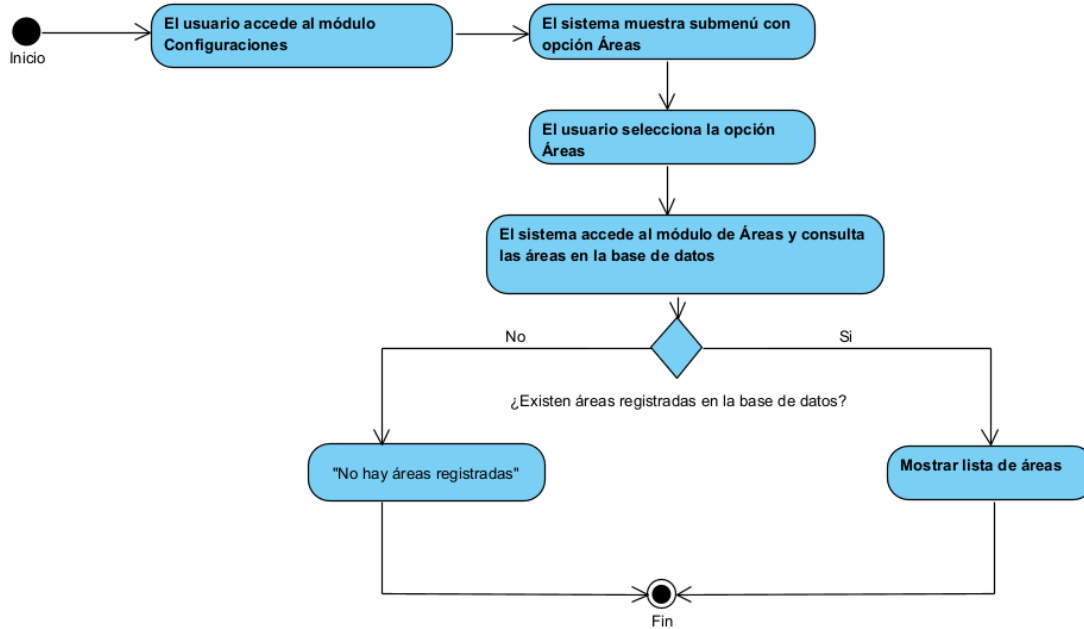 Inicio
El usuario accede al módulo
Configuraciones
El sistema muestra submenú con
opción Áreas
El usuario selecciona la opción
Áreas
El sistema accede al módulo de Áreas y consulta
las áreas en la base de datos
No
Si
¿Existen áreas registradas en la base de datos?
"No hay áreas registradas"
Mostrar lista de áreas
Fin